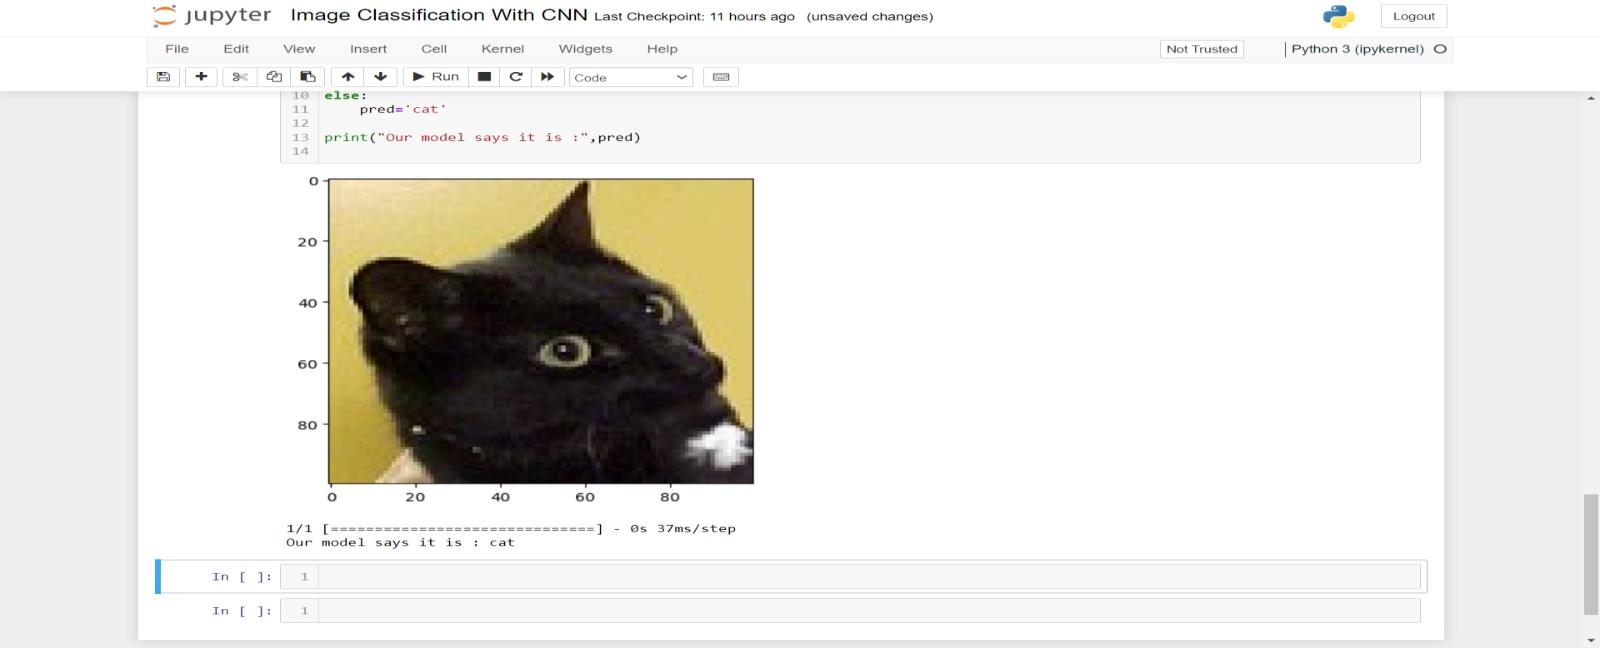 jupyter Image Classification With CNN Last Checkpoint: 11 hours ago (unsaved changes) Logout
File Edit View Insert Cell Kernel Widgets Help Not Trusted Python 3 (ipykernel)
Run Code
10 else:
11     pred='cat'
12
13 print("Our model says it is :",pred)
14
0
20
40
60
80
0 20 40 60 80
1/1 [==============================] - 0s 37ms/step
Our model says it is : cat
In [ ]: 1
In [ ]: 1